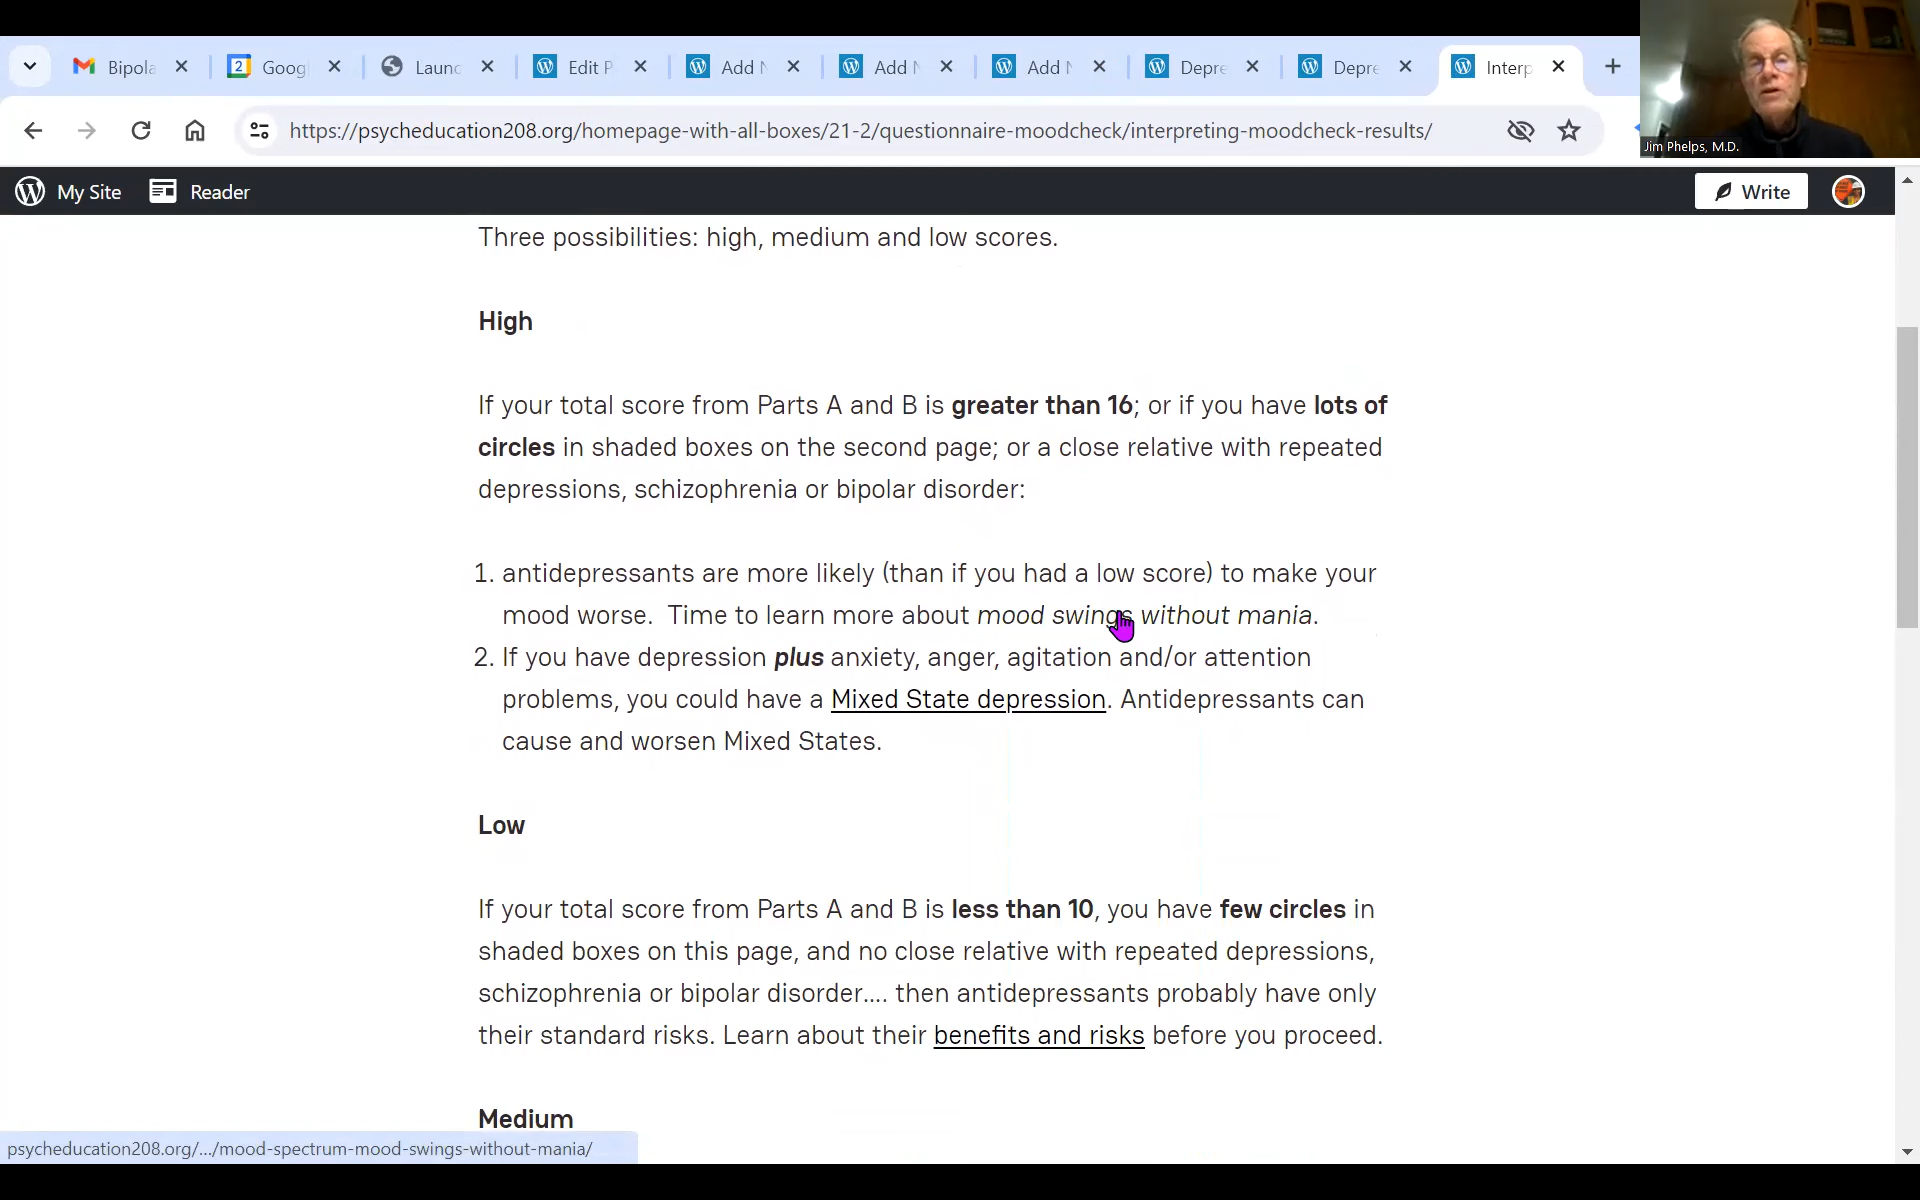 Bipola
2
Goog
Laun
Edit P
Add N
Add N
Add N
Depre
Depre
Interp
https://psycheducation208.org/homepage-with-all-boxes/21-2/questionnaire-moodcheck/interpreting-moodcheck-results/
Jim Phelps, M.D.
My Site
Reader
Write
Three possibilities: high, medium and low scores.
High
If your total score from Parts A and B is greater than 16; or if you have lots of
circles in shaded boxes on the second page; or a close relative with repeated
depressions, schizophrenia or bipolar disorder:
1. antidepressants are more likely (than if you had a low score) to make your
mood worse.  Time to learn more about mood swings without mania.
2. If you have depression plus anxiety, anger, agitation and/or attention
problems, you could have a Mixed State depression. Antidepressants can
cause and worsen Mixed States.
Low
If your total score from Parts A and B is less than 10, you have few circles in
shaded boxes on this page, and no close relative with repeated depressions,
schizophrenia or bipolar disorder…. then antidepressants probably have only
their standard risks. Learn about their benefits and risks before you proceed.
Medium
psycheducation208.org/.../mood-spectrum-mood-swings-without-mania/